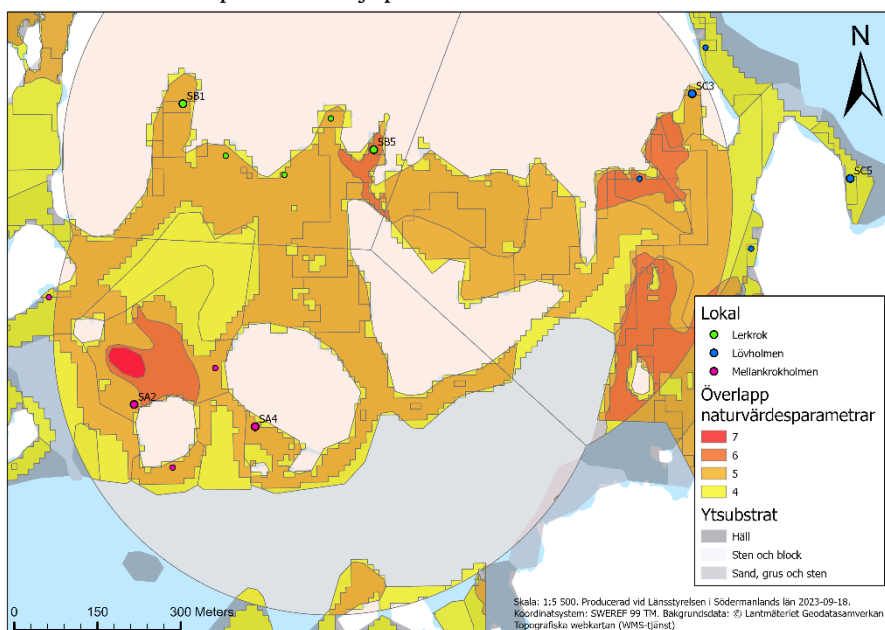 N
SB1
SC3
SB5
SC5
SA2
SA4
Lokal
Lerkrok
Lövholmen
Mellankrokholmen
Överlapp
naturvärdesparametrar
7
6
5
4
Ytsubstrat
Häll
Sten och block
Sand, grus och sten
0 150 300 Meters
Skala: 1:5 500. Producerad vid Länsstyrelsen i Södermanlands län 2023-09-18.
Koordinatsystem: SWEREF 99 TM. Bakgrundsdata: © Lantmäteriet Geodatasamverkan
Topografiska webkartan (WMS-tjänst)